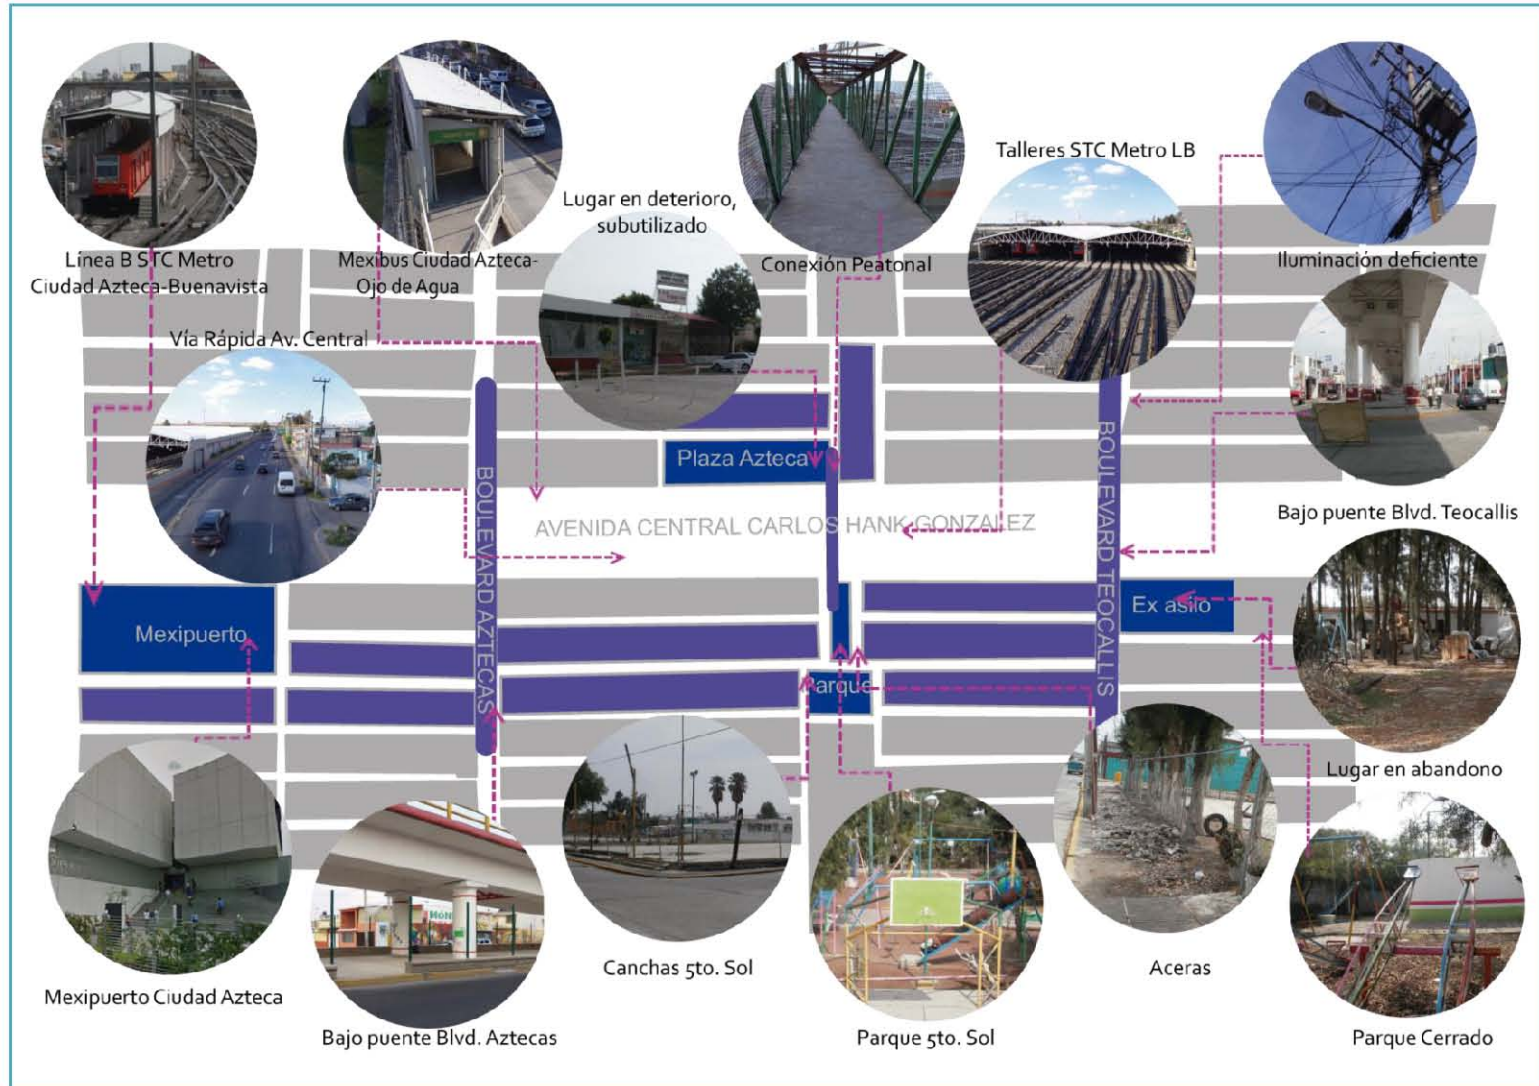 Línea B STC Metro
Ciudad Azteca-Buenavista
Mexibus Ciudad Azteca-
Ojo de Agua
Lugar en deterioro,
subutilizado
Conexión Peatonal
Talleres STC Metro LB
Iluminación deficiente
Vía Rápida Av. Central
Plaza Azteca
BOULEVARD AZTECAS
AVENIDA CENTRAL CARLOS HANK GONZALEZ
BOULEVARD TEOCALLIS
Bajo puente Blvd. Teocallis
Mexipuerto
Ex asilo
Parque
Lugar en abandono
Mexipuerto Ciudad Azteca
Bajo puente Blvd. Aztecas
Canchas 5to. Sol
Parque 5to. Sol
Aceras
Parque Cerrado